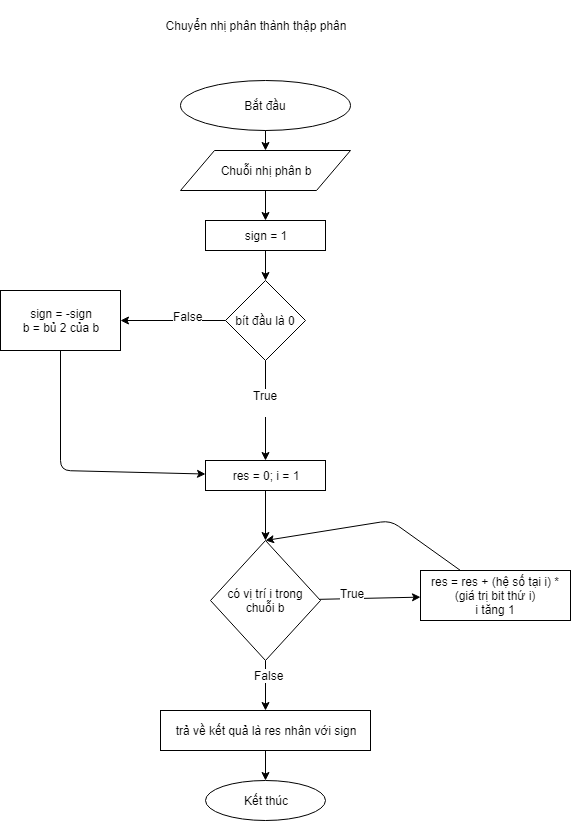 Chuyển nhị phân thành thập phân
Bắt đầu
Chuỗi nhị phân b
sign = 1
bít đầu là 0
False
sign = -sign
b = bủ 2 của b
True
res = 0; i = 1
có vị trí i trong
chuỗi b
True
res = res + (hệ số tại i) *
(giá trị bit thứ i)
i tăng 1
False
trả về kết quả là res nhân với sign
Kết thúc